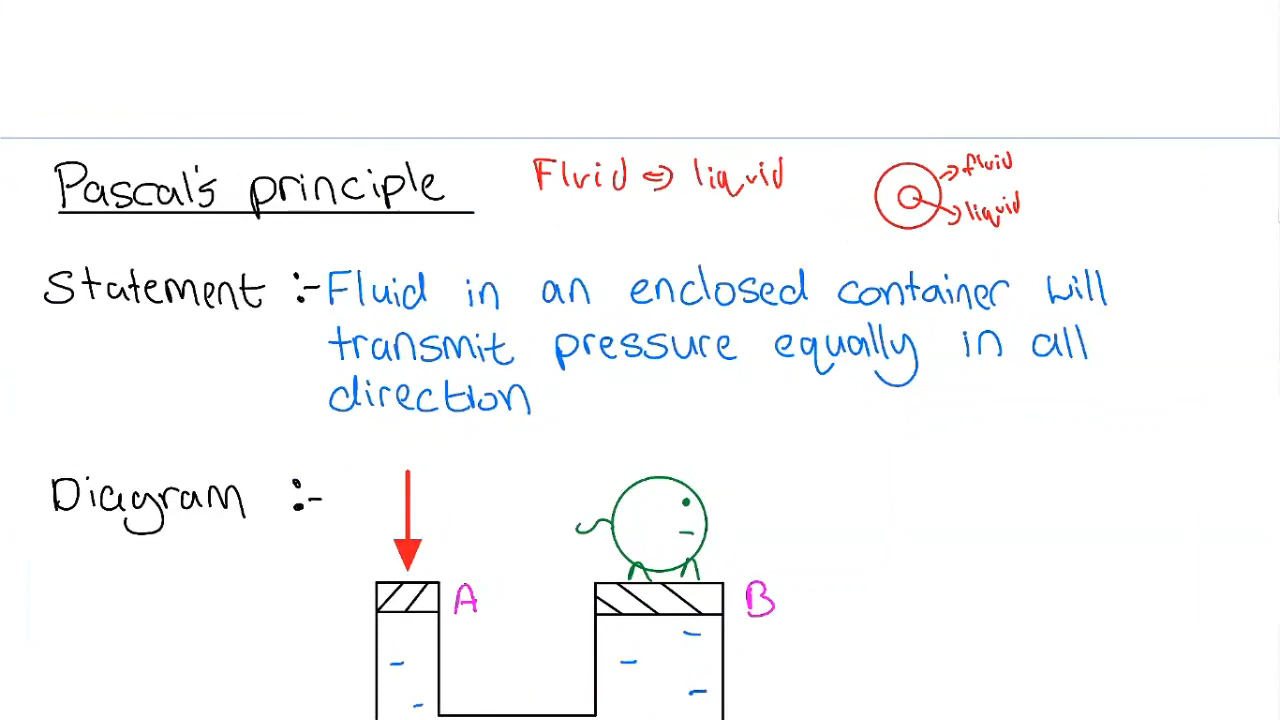 Pascal's principle
Fluid ⇔ liquid
fluid
liquid
Statement :- Fluid in an enclosed container will
transmit pressure equally in all
direction
Diagram :-
A
B